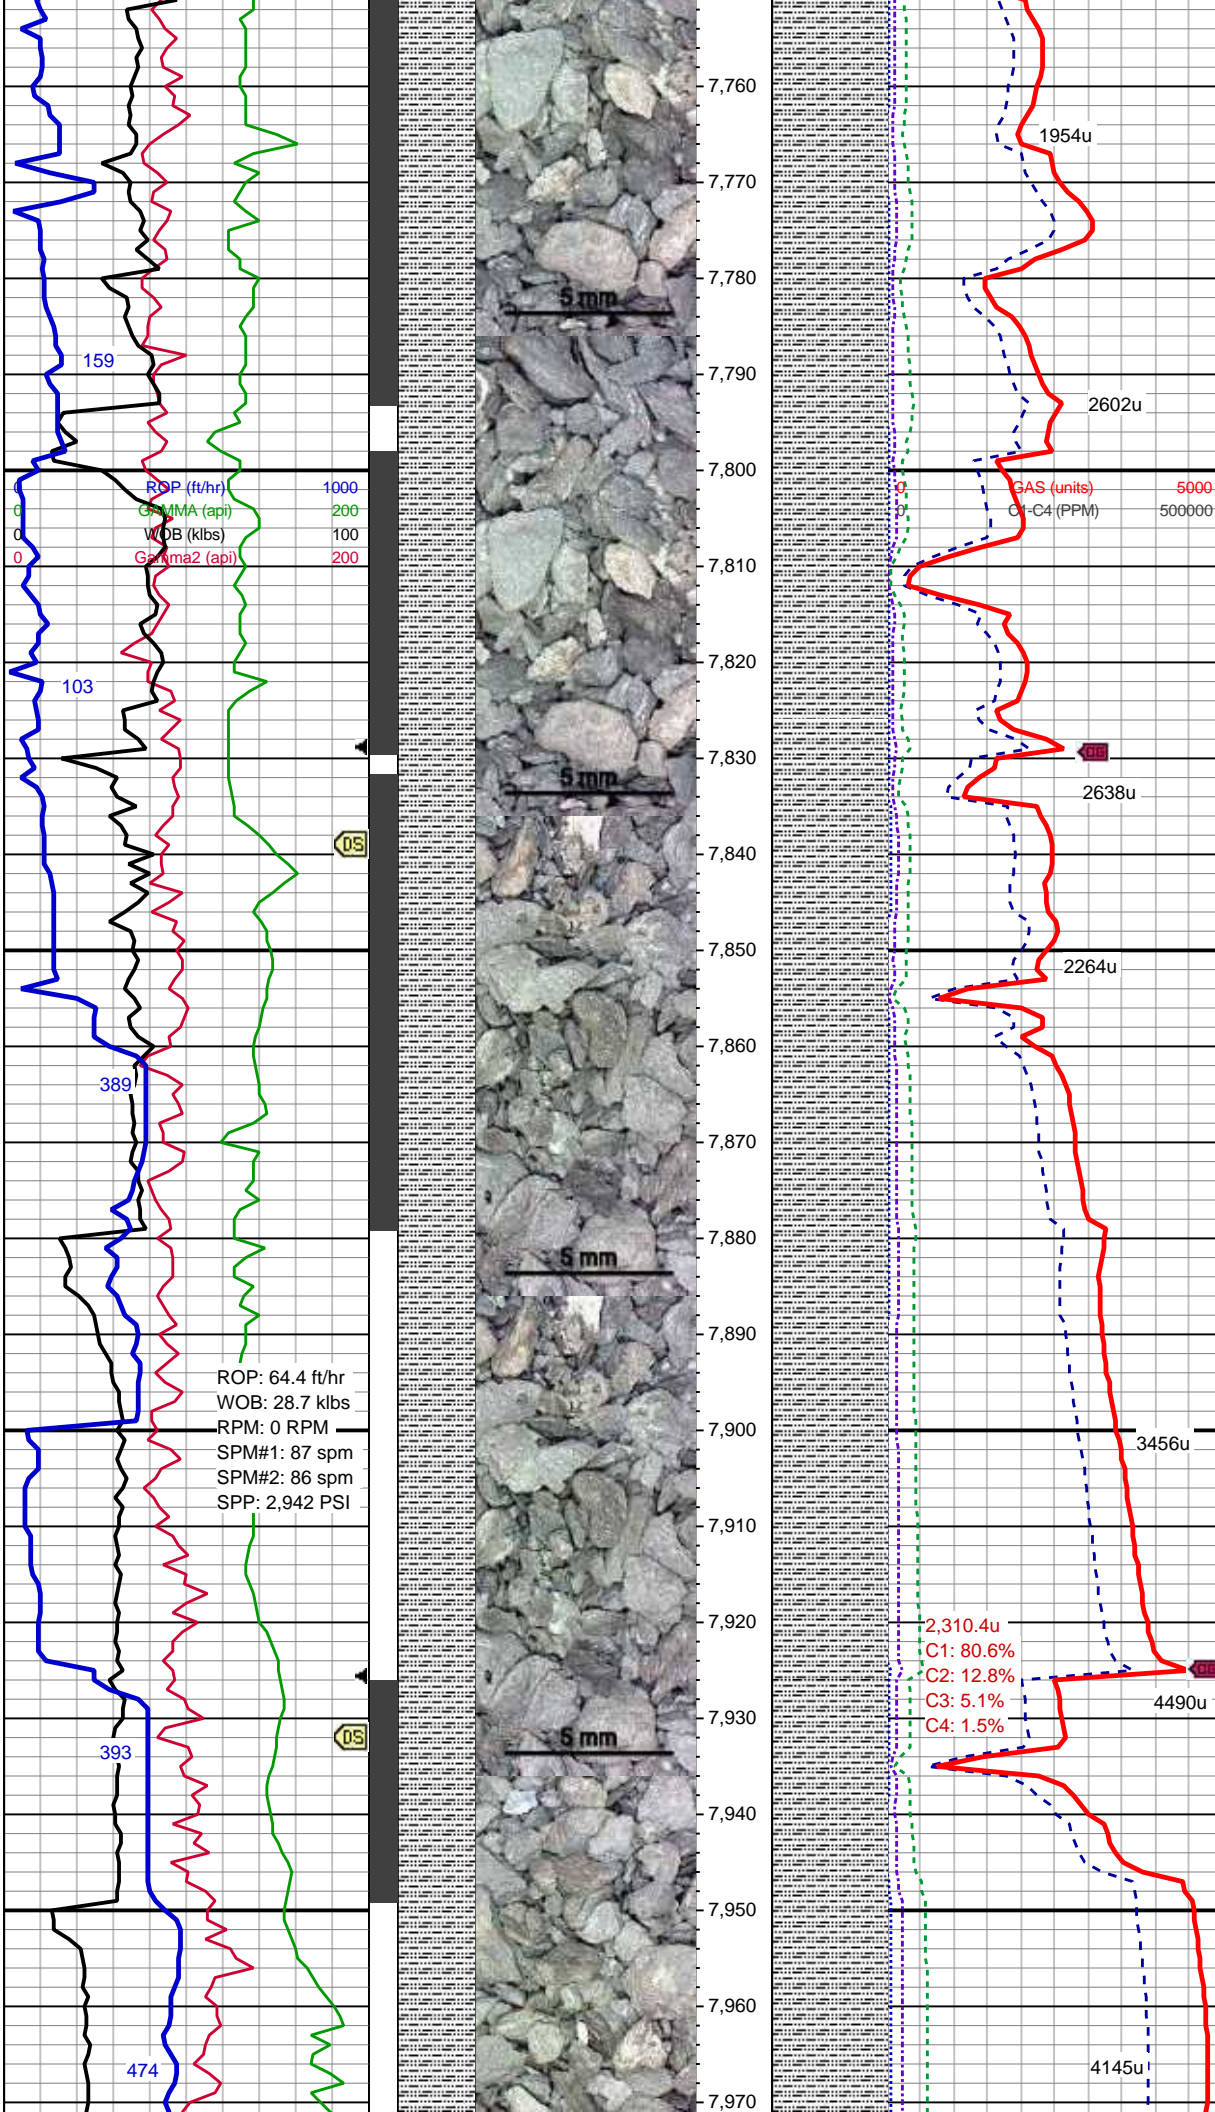 7,760
1954u
7,770
7,780
5 mm
159
7,790
2602u
7,800
0 ROP (ft/hr) 1000
0 GAMMA (api) 200
0 WOB (klbs) 100
0 Gamma2 (api) 200
0 GAS (units) 5000
0 C1-C4 (PPM) 500000
7,810
7,820
103
7,830
CG
2638u
5 mm
DS
7,840
7,850
2264u
7,860
389
7,870
7,880
5 mm
7,890
ROP: 64.4 ft/hr
WOB: 28.7 klbs
RPM: 0 RPM
SPM#1: 87 spm
SPM#2: 86 spm
SPP: 2,942 PSI
7,900
3456u
7,910
7,920
2,310.4u
C1: 80.6%
C2: 12.8%
C3: 5.1%
C4: 1.5%
CG
4490u
7,930
DS
393
5 mm
7,940
7,950
7,960
474
4145u
7,970